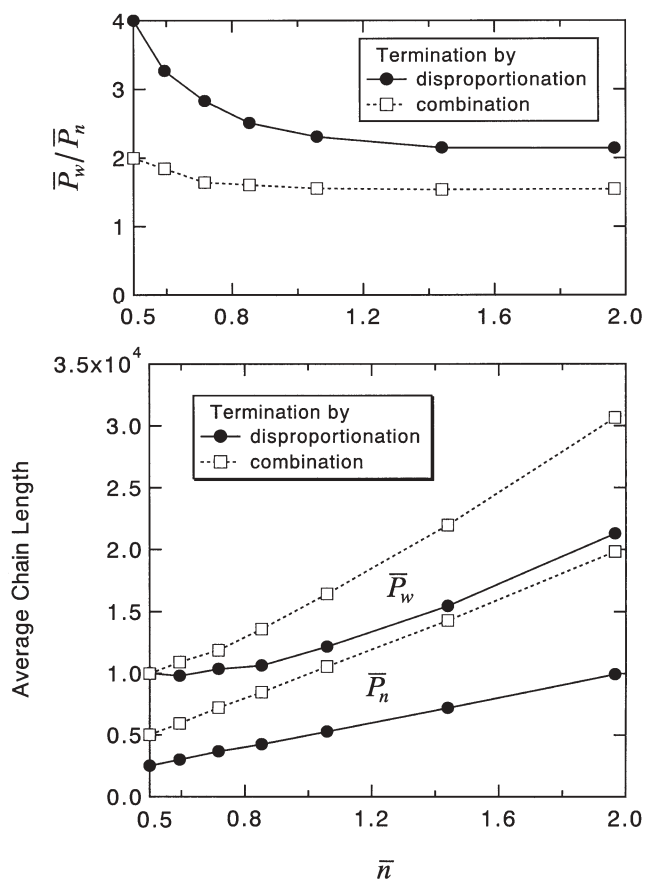 4
Termination by
disproportionation
combination
3
P̅w/P̅n
2
1
0
0.5 0.8 1.2 1.6 2.0
3.5x10⁴
Termination by
disproportionation
combination
3.0
2.5
2.0
Average Chain Length
P̅w
1.5
1.0
P̅n
0.5
0.0
0.5 0.8 1.2 1.6 2.0
n̅